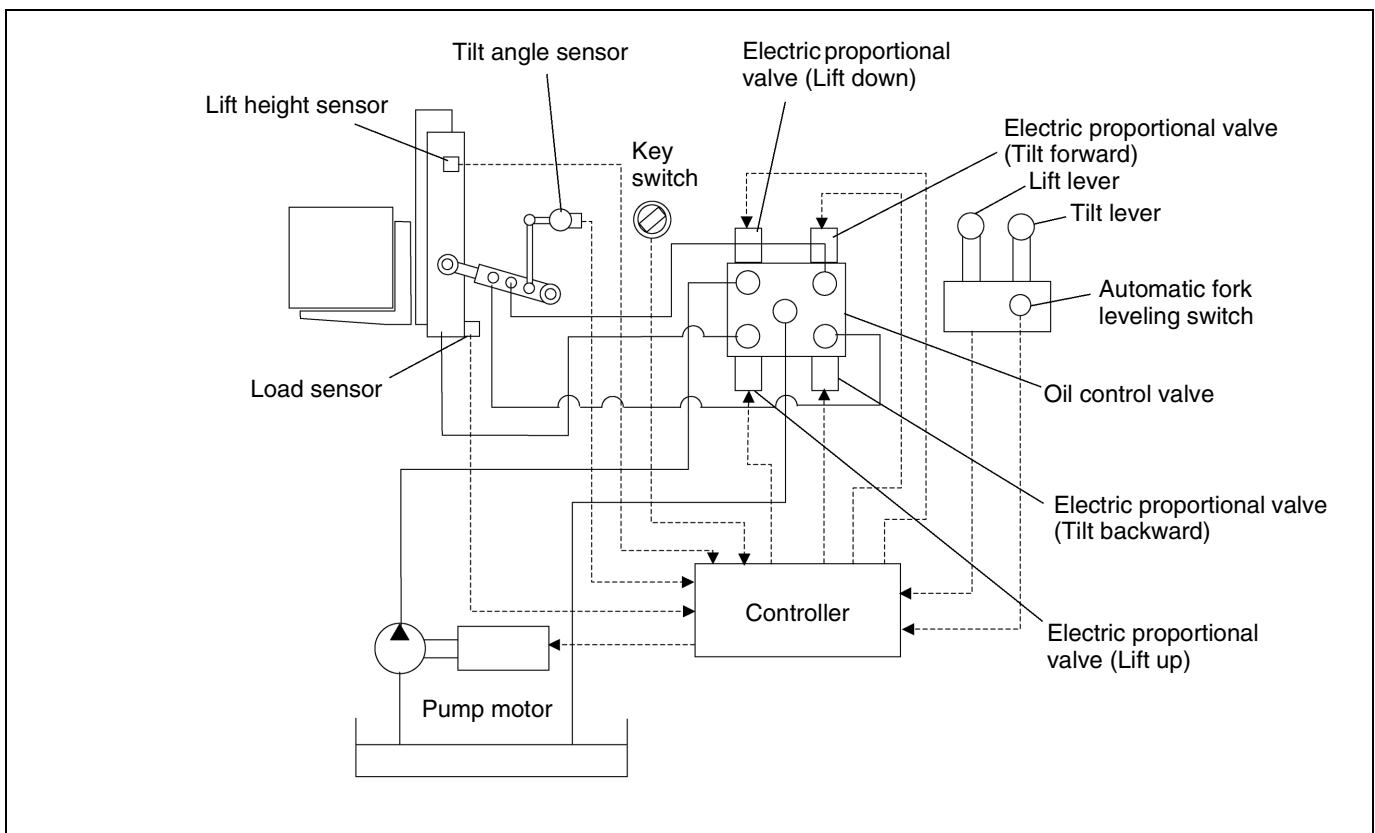 Tilt angle sensor
Electric proportional
valve (Lift down)
Lift height sensor
Key
switch
Electric proportional valve
(Tilt forward)
Lift lever
Tilt lever
Automatic fork
leveling switch
Load sensor
Oil control valve
Electric proportional valve
(Tilt backward)
Controller
Electric proportional
valve (Lift up)
Pump motor